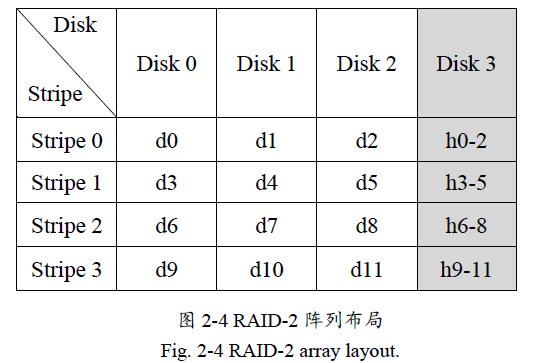 Disk
Stripe
Disk 0 Disk 1 Disk 2 Disk 3
Stripe 0 d0 d1 d2 h0-2
Stripe 1 d3 d4 d5 h3-5
Stripe 2 d6 d7 d8 h6-8
Stripe 3 d9 d10 d11 h9-11
图 2-4 RAID-2 阵列布局
Fig. 2-4 RAID-2 array layout.